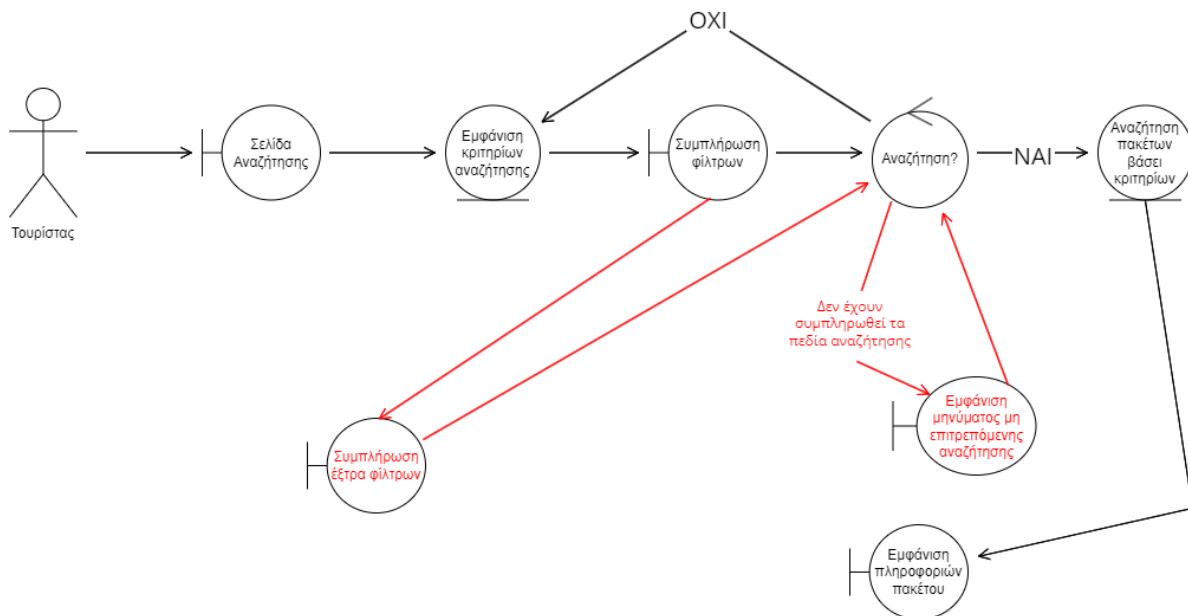 ΟΧΙ
Τουρίστας
Σελίδα
Αναζήτησης
Εμφάνιση
κριτηρίων
αναζήτησης
Συμπλήρωση
φίλτρων
Αναζήτηση?
ΝΑΙ
Αναζήτηση
πακέτων
βάσει
κριτηρίων
Δεν έχουν
συμπληρωθεί τα
πεδία αναζήτησης
Συμπλήρωση
έξτρα φίλτρων
Εμφάνιση
μηνύματος μη
επιτρεπόμενης
αναζήτησης
Εμφάνιση
πληροφοριών
πακέτου